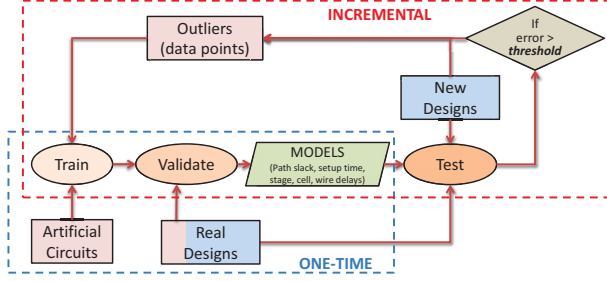 INCREMENTAL
Outliers
(data points)
If
error >
threshold
New
Designs
Train
Validate
MODELS
(Path slack, setup time,
stage, cell, wire delays)
Test
Artificial
Circuits
Real
Designs
ONE-TIME